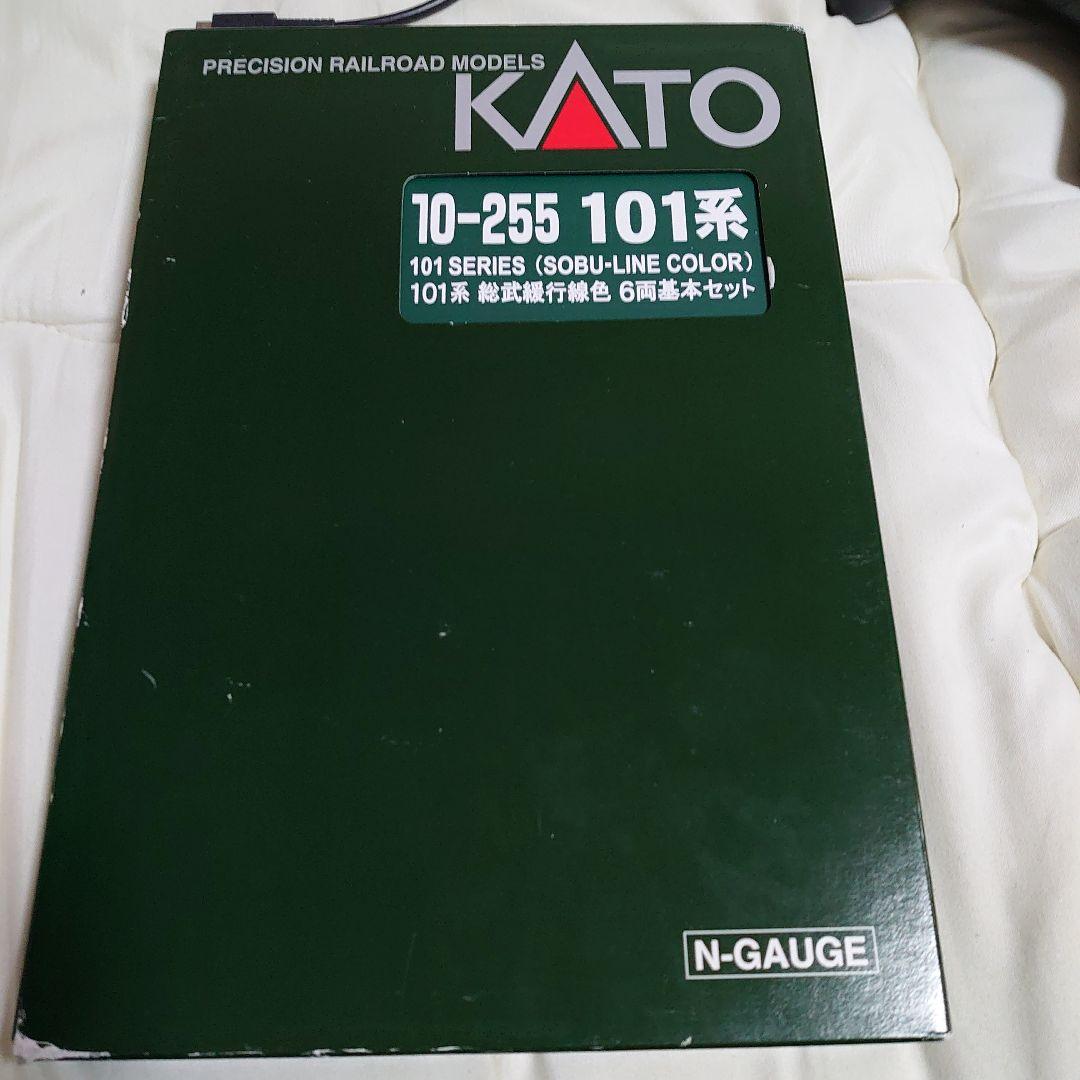 PRECISION RAILROAD MODELS
KATO
10-255 101系
101 SERIES (SOBU-LINE COLOR)
101系 総武緩行線色 6両基本セット
N-GAUGE